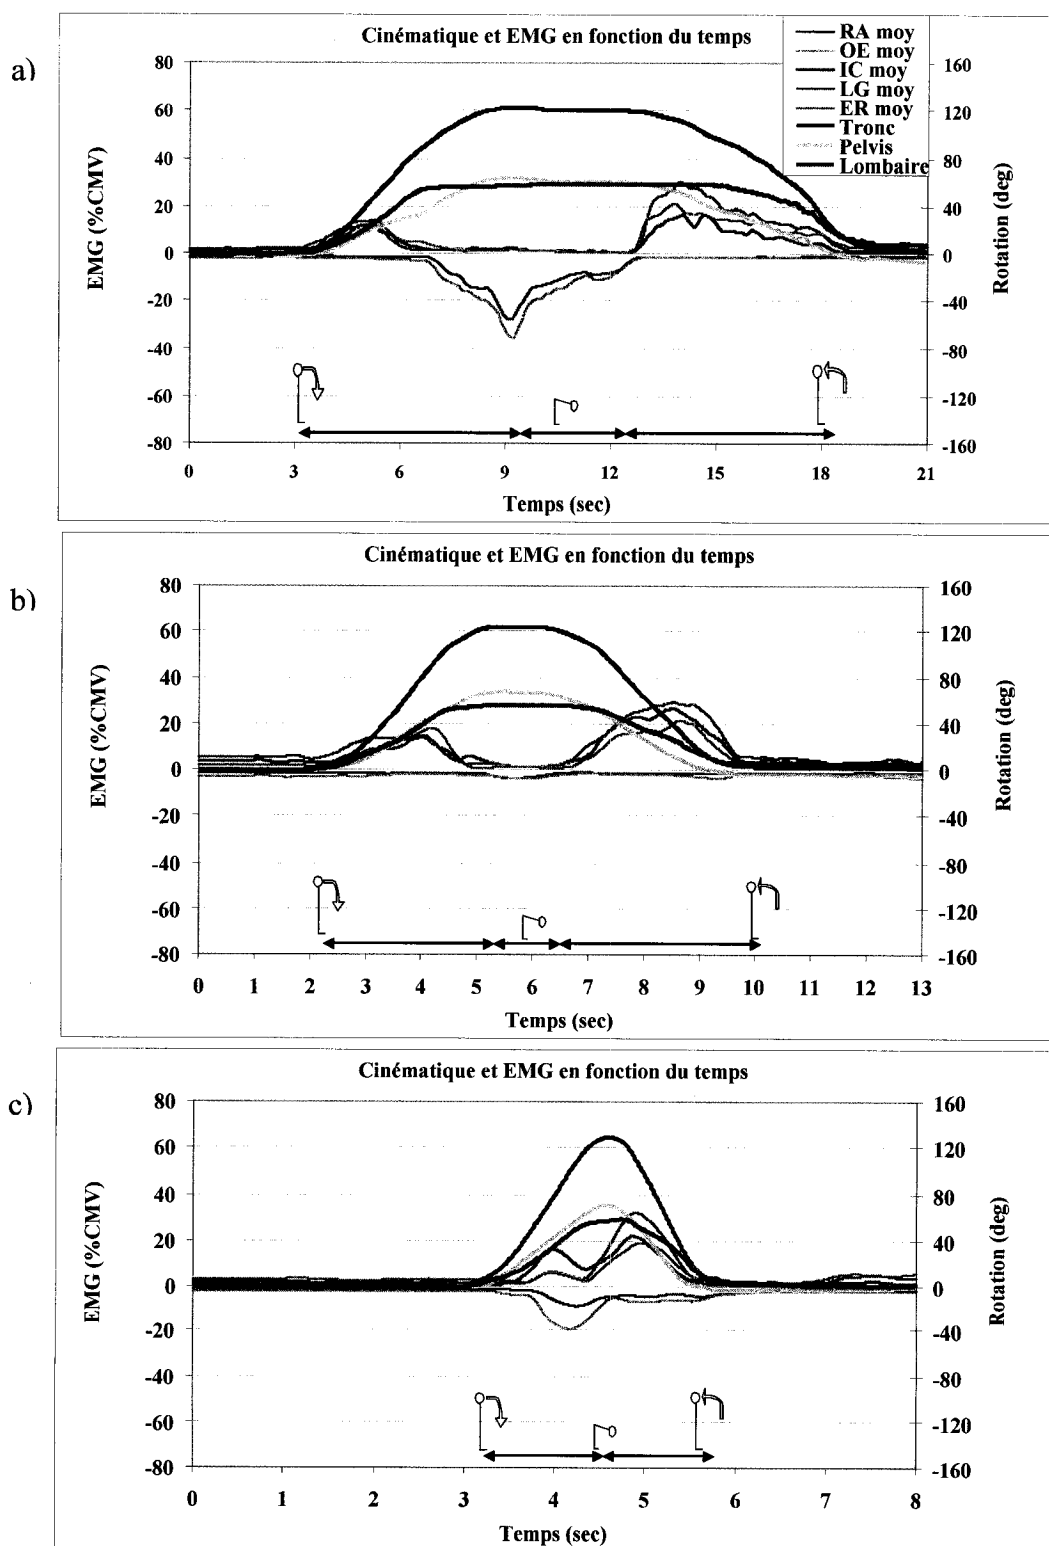 a)
Cinématique et EMG en fonction du temps
RA moy
OE moy
IC moy
LG moy
ER moy
Tronc
Pelvis
Lombaire
EMG (%CMV)
80
60
40
20
0
-20
-40
-60
-80
160
120
80
40
0
-40
-80
-120
-160
Rotation (deg)
0 3 6 9 12 15 18 21
Temps (sec)
b)
Cinématique et EMG en fonction du temps
EMG (%CMV)
80
60
40
20
0
-20
-40
-60
-80
160
120
80
40
0
-40
-80
-120
-160
Rotation (deg)
0 1 2 3 4 5 6 7 8 9 10 11 12 13
Temps (sec)
c)
Cinématique et EMG en fonction du temps
EMG (%CMV)
80
60
40
20
0
-20
-40
-60
-80
160
120
80
40
0
-40
-80
-120
-160
Rotation (deg)
0 1 2 3 4 5 6 7 8
Temps (sec)